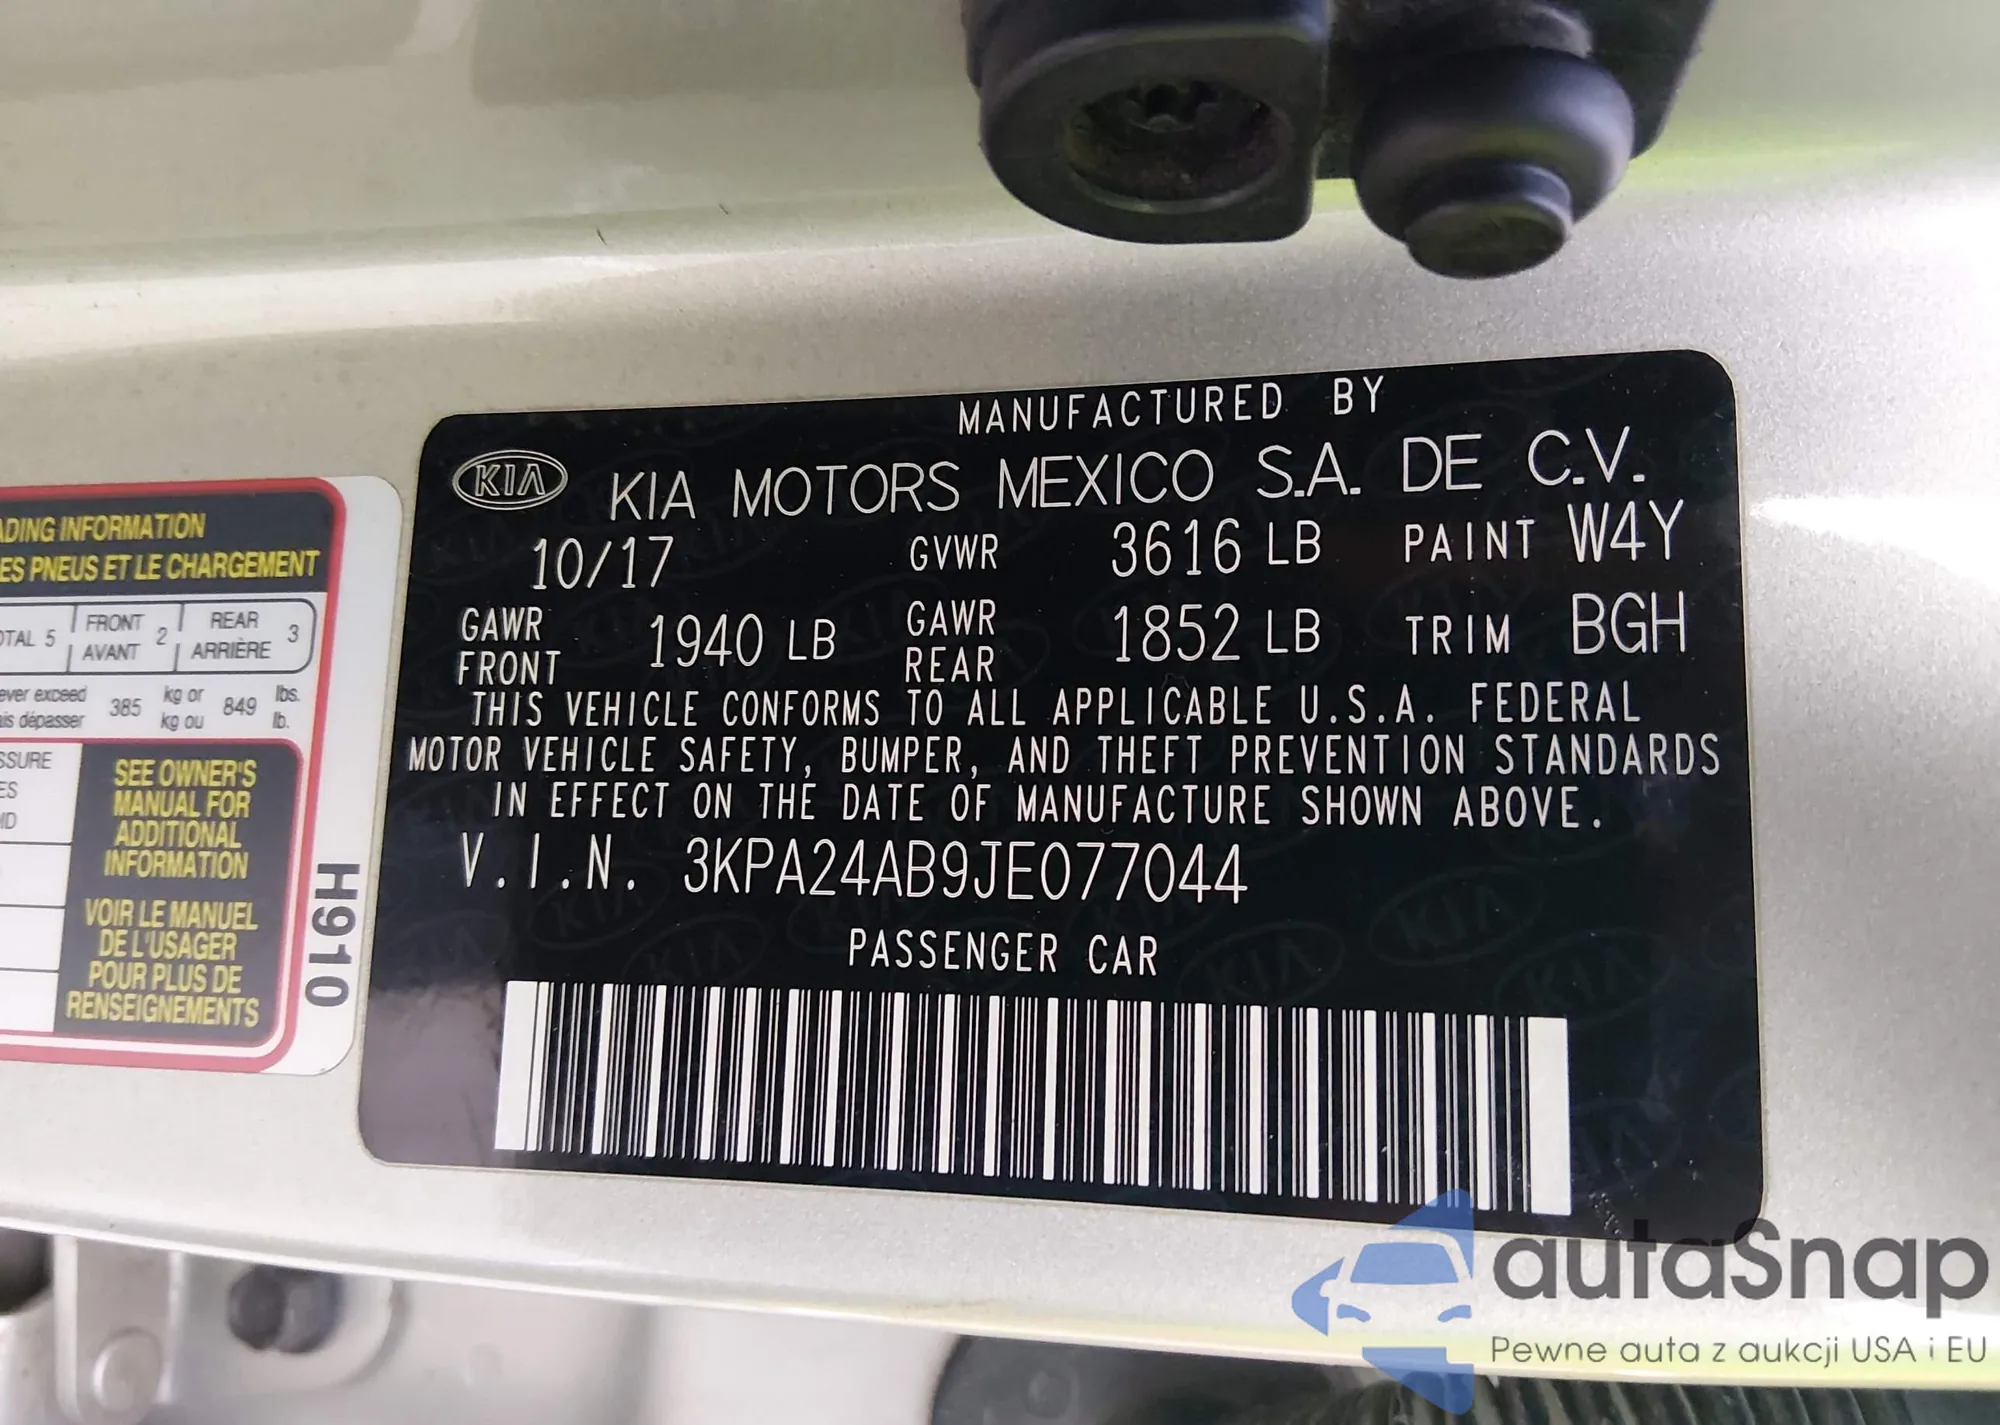 MANUFACTURED BY
KIA KIA MOTORS MEXICO S.A. DE C.V.
10/17 GVWR 3616 LB PAINT W4Y
GAWR FRONT 1940 LB GAWR REAR 1852 LB TRIM BGH
THIS VEHICLE CONFORMS TO ALL APPLICABLE U.S.A. FEDERAL
MOTOR VEHICLE SAFETY, BUMPER, AND THEFT PREVENTION STANDARDS
IN EFFECT ON THE DATE OF MANUFACTURE SHOWN ABOVE.
V.I.N. 3KPA24AB9JE077044
PASSENGER CAR
ADING INFORMATION
ES PNEUS ET LE CHARGEMENT
OTAL 5 FRONT AVANT 2 REAR ARRIÈRE 3
ever exceed 385 kg or 849 lbs.
ais dépasser kg ou lb.
SSURE
ES
ID
SEE OWNER'S
MANUAL FOR
ADDITIONAL
INFORMATION
VOIR LE MANUEL
DE L'USAGER
POUR PLUS DE
RENSEIGNEMENTS
H910
autaSnap
Pewne auta z aukcji USA i EU